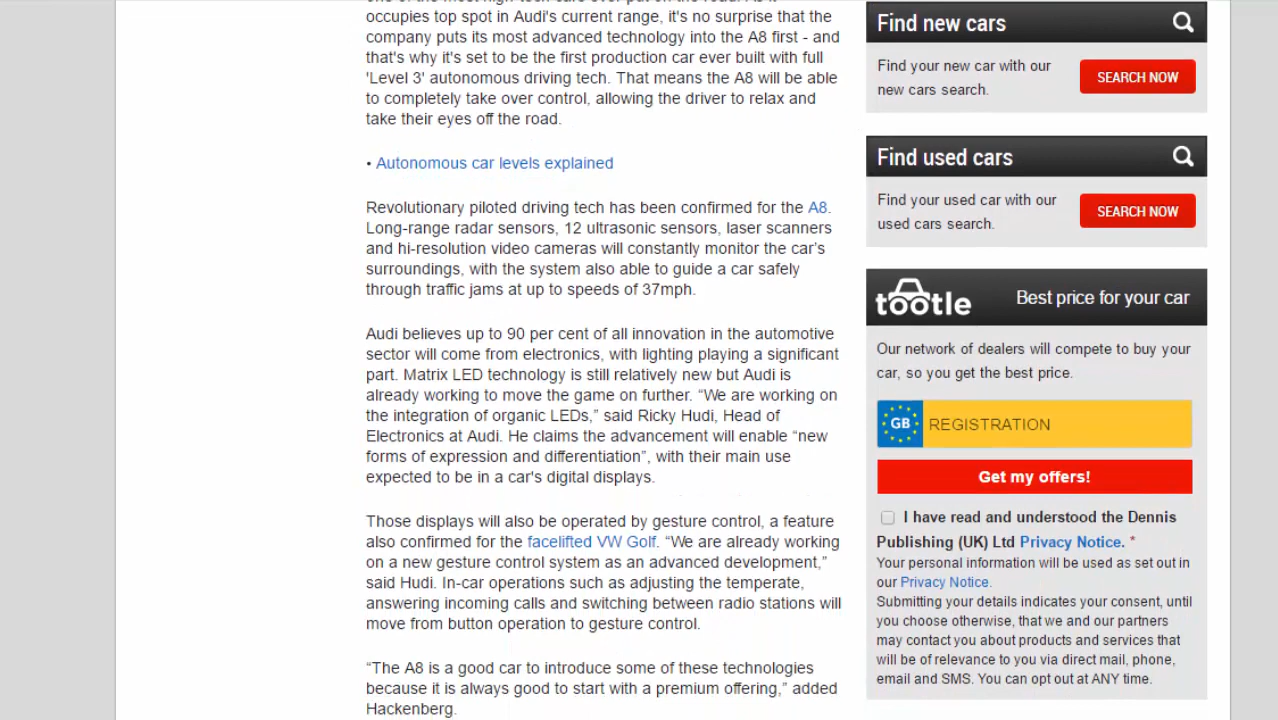 occupies top spot in Audi's current range, it's no surprise that the
company puts its most advanced technology into the A8 first - and
that's why it's set to be the first production car ever built with full
'Level 3' autonomous driving tech. That means the A8 will be able
to completely take over control, allowing the driver to relax and
take their eyes off the road.
• Autonomous car levels explained
Revolutionary piloted driving tech has been confirmed for the A8.
Long-range radar sensors, 12 ultrasonic sensors, laser scanners
and hi-resolution video cameras will constantly monitor the car’s
surroundings, with the system also able to guide a car safely
through traffic jams at up to speeds of 37mph.
Audi believes up to 90 per cent of all innovation in the automotive
sector will come from electronics, with lighting playing a significant
part. Matrix LED technology is still relatively new but Audi is
already working to move the game on further. “We are working on
the integration of organic LEDs,” said Ricky Hudi, Head of
Electronics at Audi. He claims the advancement will enable “new
forms of expression and differentiation”, with their main use
expected to be in a car's digital displays.
Those displays will also be operated by gesture control, a feature
also confirmed for the facelifted VW Golf. “We are already working
on a new gesture control system as an advanced development,”
said Hudi. In-car operations such as adjusting the temperate,
answering incoming calls and switching between radio stations will
move from button operation to gesture control.
“The A8 is a good car to introduce some of these technologies
because it is always good to start with a premium offering,” added
Hackenberg.
Find new cars
Find your new car with our
new cars search.
SEARCH NOW
Find used cars
Find your used car with our
used cars search.
SEARCH NOW
tootle
Best price for your car
Our network of dealers will compete to buy your
car, so you get the best price.
GB
REGISTRATION
Get my offers!
I have read and understood the Dennis
Publishing (UK) Ltd Privacy Notice. *
Your personal information will be used as set out in
our Privacy Notice.
Submitting your details indicates your consent, until
you choose otherwise, that we and our partners
may contact you about products and services that
will be of relevance to you via direct mail, phone,
email and SMS. You can opt out at ANY time.